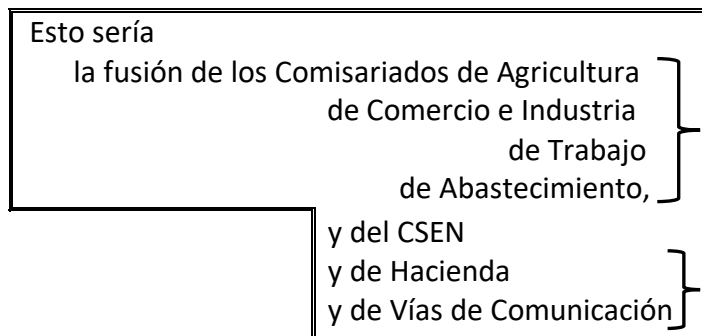 Esto sería
la fusión de los Comisariados de Agricultura
de Comercio e Industria
de Trabajo
de Abastecimiento,
y del CSEN
y de Hacienda
y de Vías de Comunicación